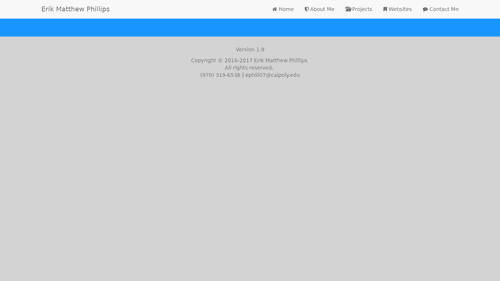 Erik Matthew Phillips
Home About Me Projects Websites Contact Me
Version 1.9
Copyright © 2016-2017 Erik Matthew Phillips
All rights reserved.
(970) 319-6538 | ephill07@calpoly.edu